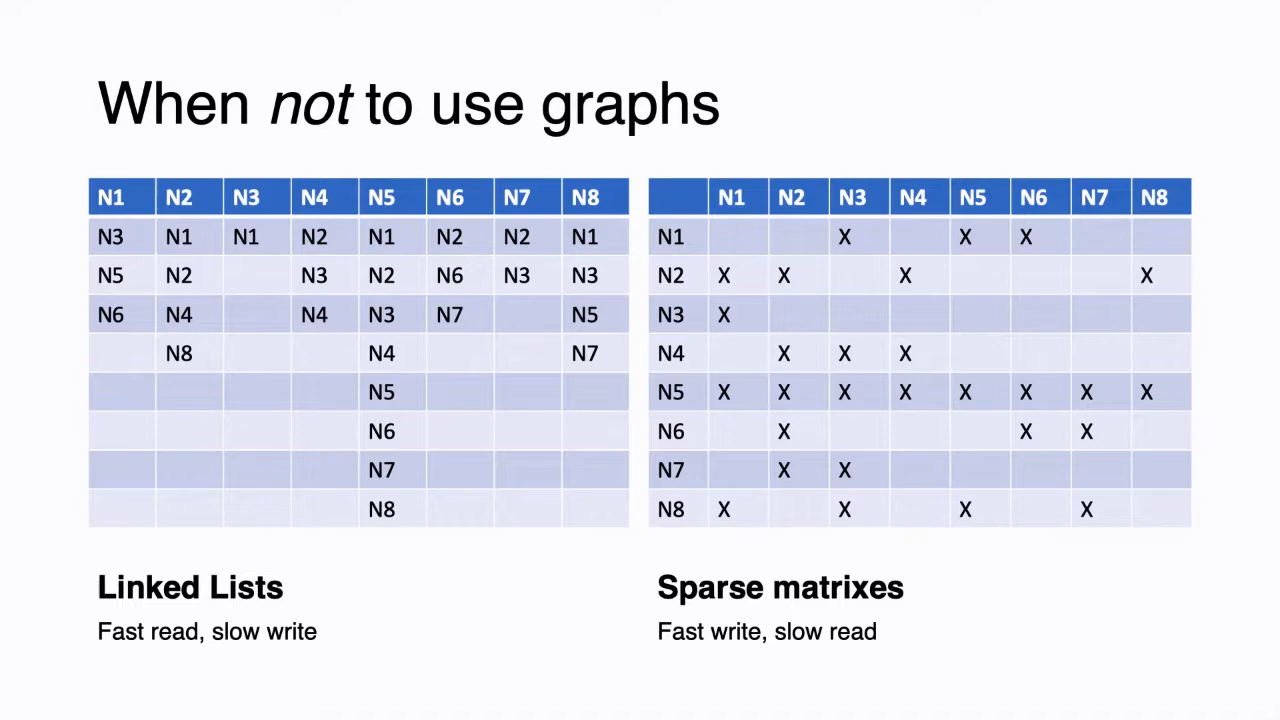 When not to use graphs
N1 N2 N3 N4 N5 N6 N7 N8
N3 N1 N1 N2 N1 N2 N2 N1
N5 N2 N3 N2 N6 N3 N3
N6 N4 N4 N3 N7 N5
N8 N4 N7
N5
N6
N7
N8
Linked Lists
Fast read, slow write
N1 N2 N3 N4 N5 N6 N7 N8
N1 X X X
N2 X X X X
N3 X
N4 X X X
N5 X X X X X X X X
N6 X X X
N7 X X
N8 X X X X
Sparse matrixes
Fast write, slow read